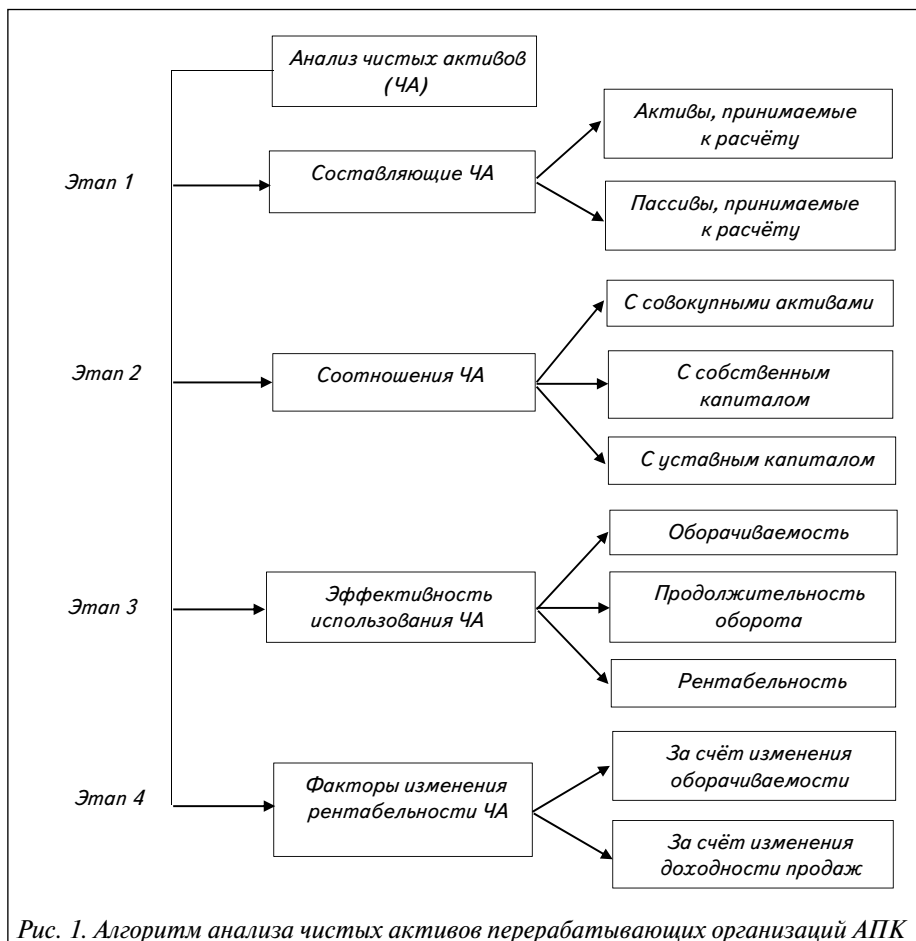 Анализ чистых активов
(ЧА)
Активы, принимаемые
к расчёту
Этап 1
Составляющие ЧА
Пассивы, принимаемые
к расчёту
С совокупными активами
Этап 2
Соотношения ЧА
С собственным
капиталом
С уставным капиталом
Оборачиваемость
Этап 3
Эффективность
использования ЧА
Продолжительность
оборота
Рентабельность
Этап 4
Факторы изменения
рентабельности ЧА
За счёт изменения
оборачиваемости
За счёт изменения
доходности продаж
Рис. 1. Алгоритм анализа чистых активов перерабатывающих организаций АПК